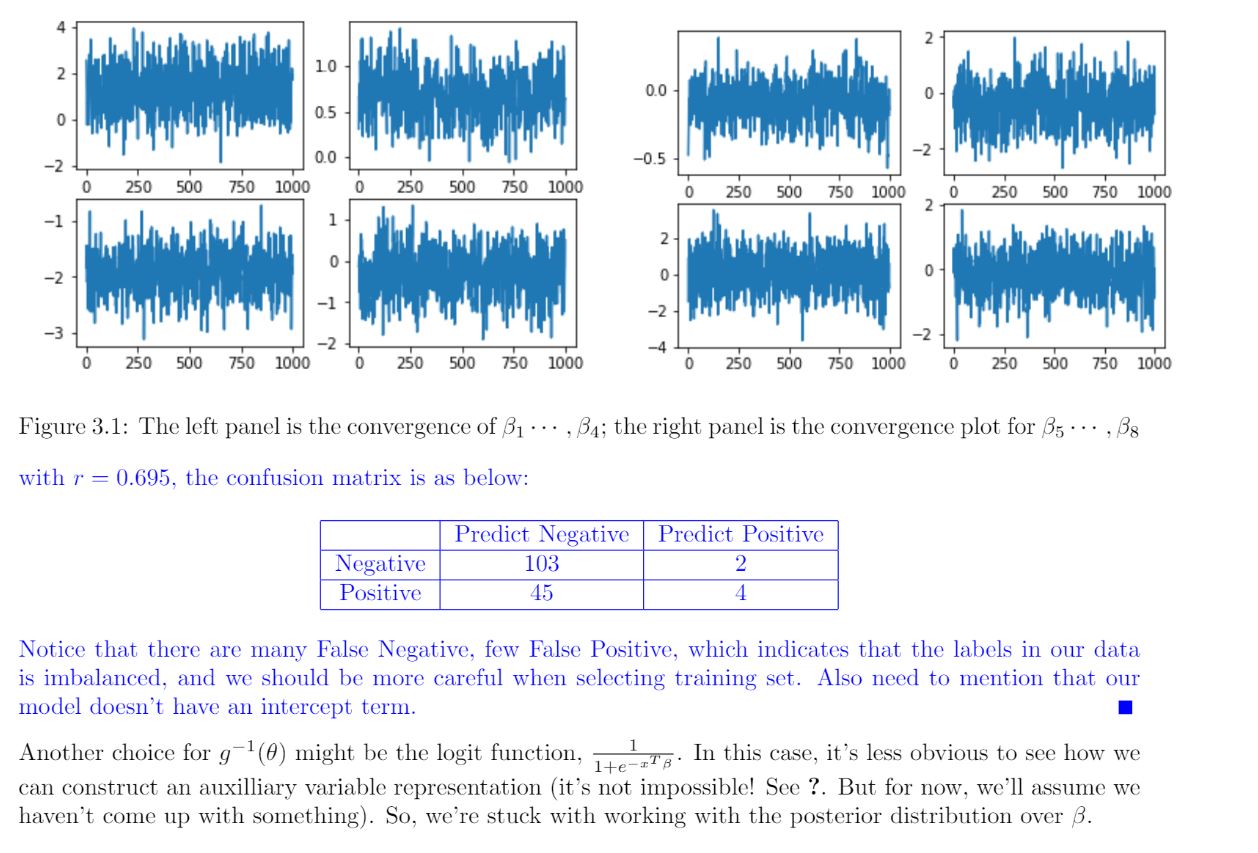 4
2
0
−2
0 250 500 750 1000
1.0
0.5
0.0
0 250 500 750 1000
0.0
−0.5
0 250 500 750 1000
2
0
−2
0 250 500 750 1000
−1
−2
−3
0 250 500 750 1000
1
0
−1
−2
0 250 500 750 1000
2
0
−2
−4
0 250 500 750 1000
2
0
−2
0 250 500 750 1000
Figure 3.1: The left panel is the convergence of β₁ ⋯ , β₄; the right panel is the convergence plot for β₅ ⋯ , β₈
with r = 0.695, the confusion matrix is as below:
Predict Negative Predict Positive
Negative 103 2
Positive 45 4
Notice that there are many False Negative, few False Positive, which indicates that the labels in our data
is imbalanced, and we should be more careful when selecting training set. Also need to mention that our
model doesn't have an intercept term. ■
Another choice for g⁻¹(θ) might be the logit function, 1/(1+e^{−x^T β}). In this case, it's less obvious to see how we
can construct an auxilliary variable representation (it's not impossible! See ?. But for now, we'll assume we
haven't come up with something). So, we're stuck with working with the posterior distribution over β.